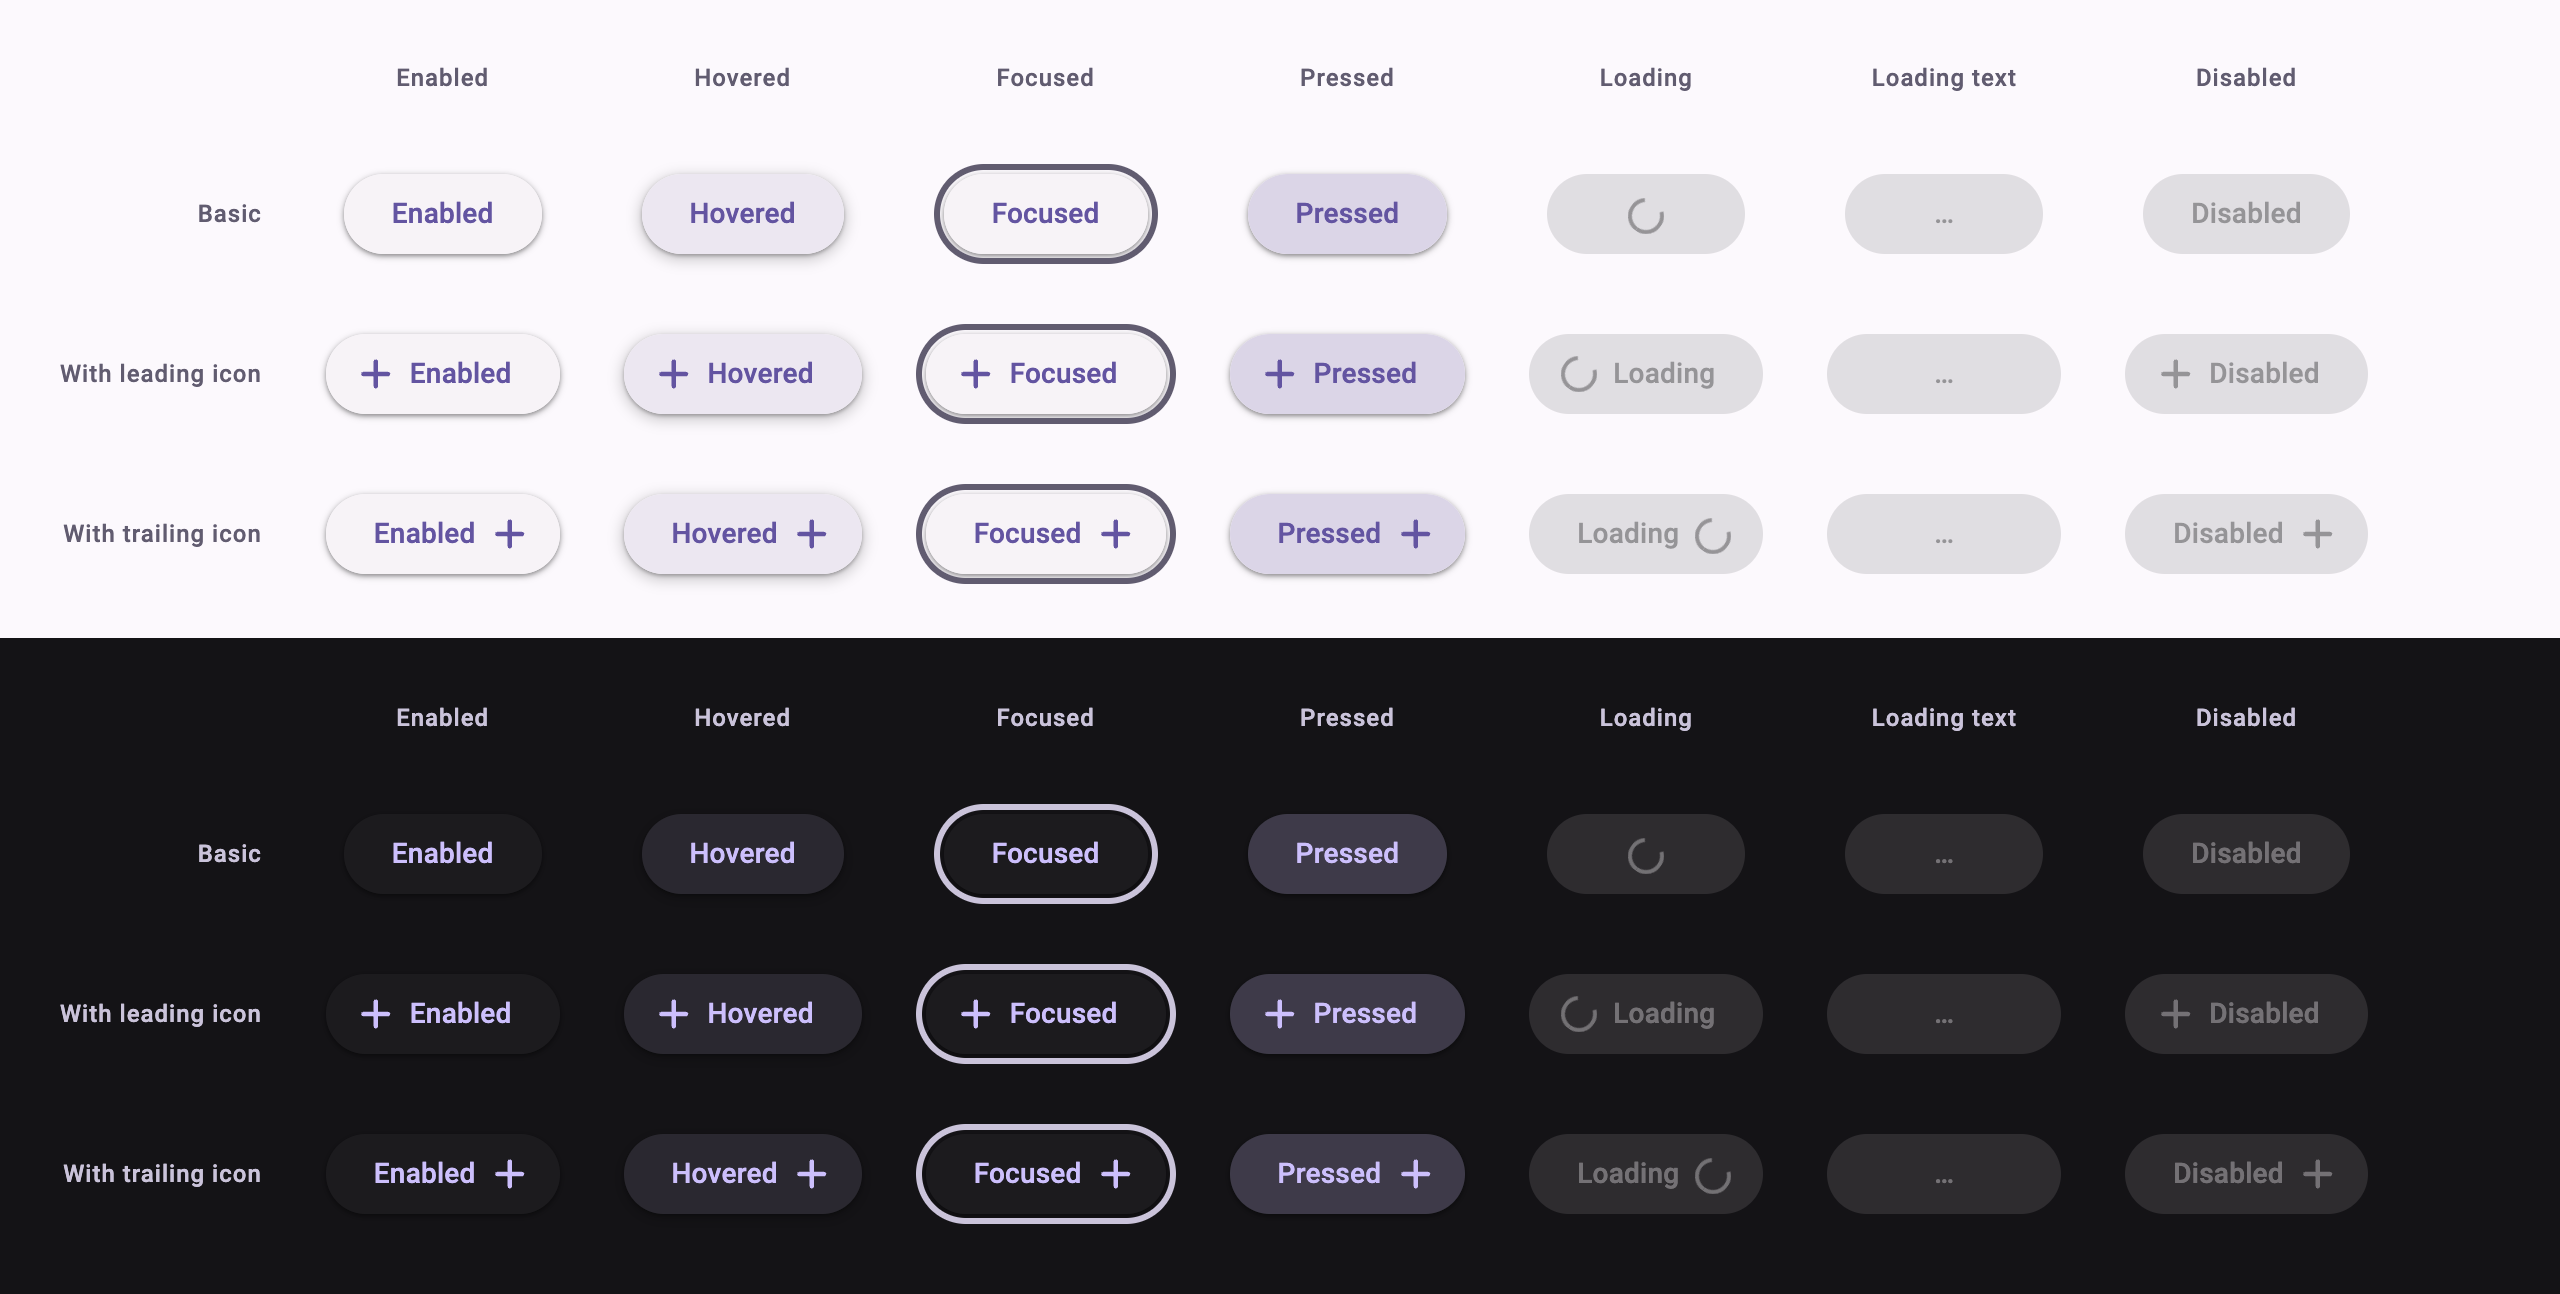 Enabled Hovered Focused Pressed Loading Loading text Disabled
Basic Enabled Hovered Focused Pressed ... Disabled
With leading icon Enabled Hovered Focused Pressed Loading ... Disabled
With trailing icon Enabled Hovered Focused Pressed Loading ... Disabled
Enabled Hovered Focused Pressed Loading Loading text Disabled
Basic Enabled Hovered Focused Pressed ... Disabled
With leading icon Enabled Hovered Focused Pressed Loading ... Disabled
With trailing icon Enabled Hovered Focused Pressed Loading ... Disabled